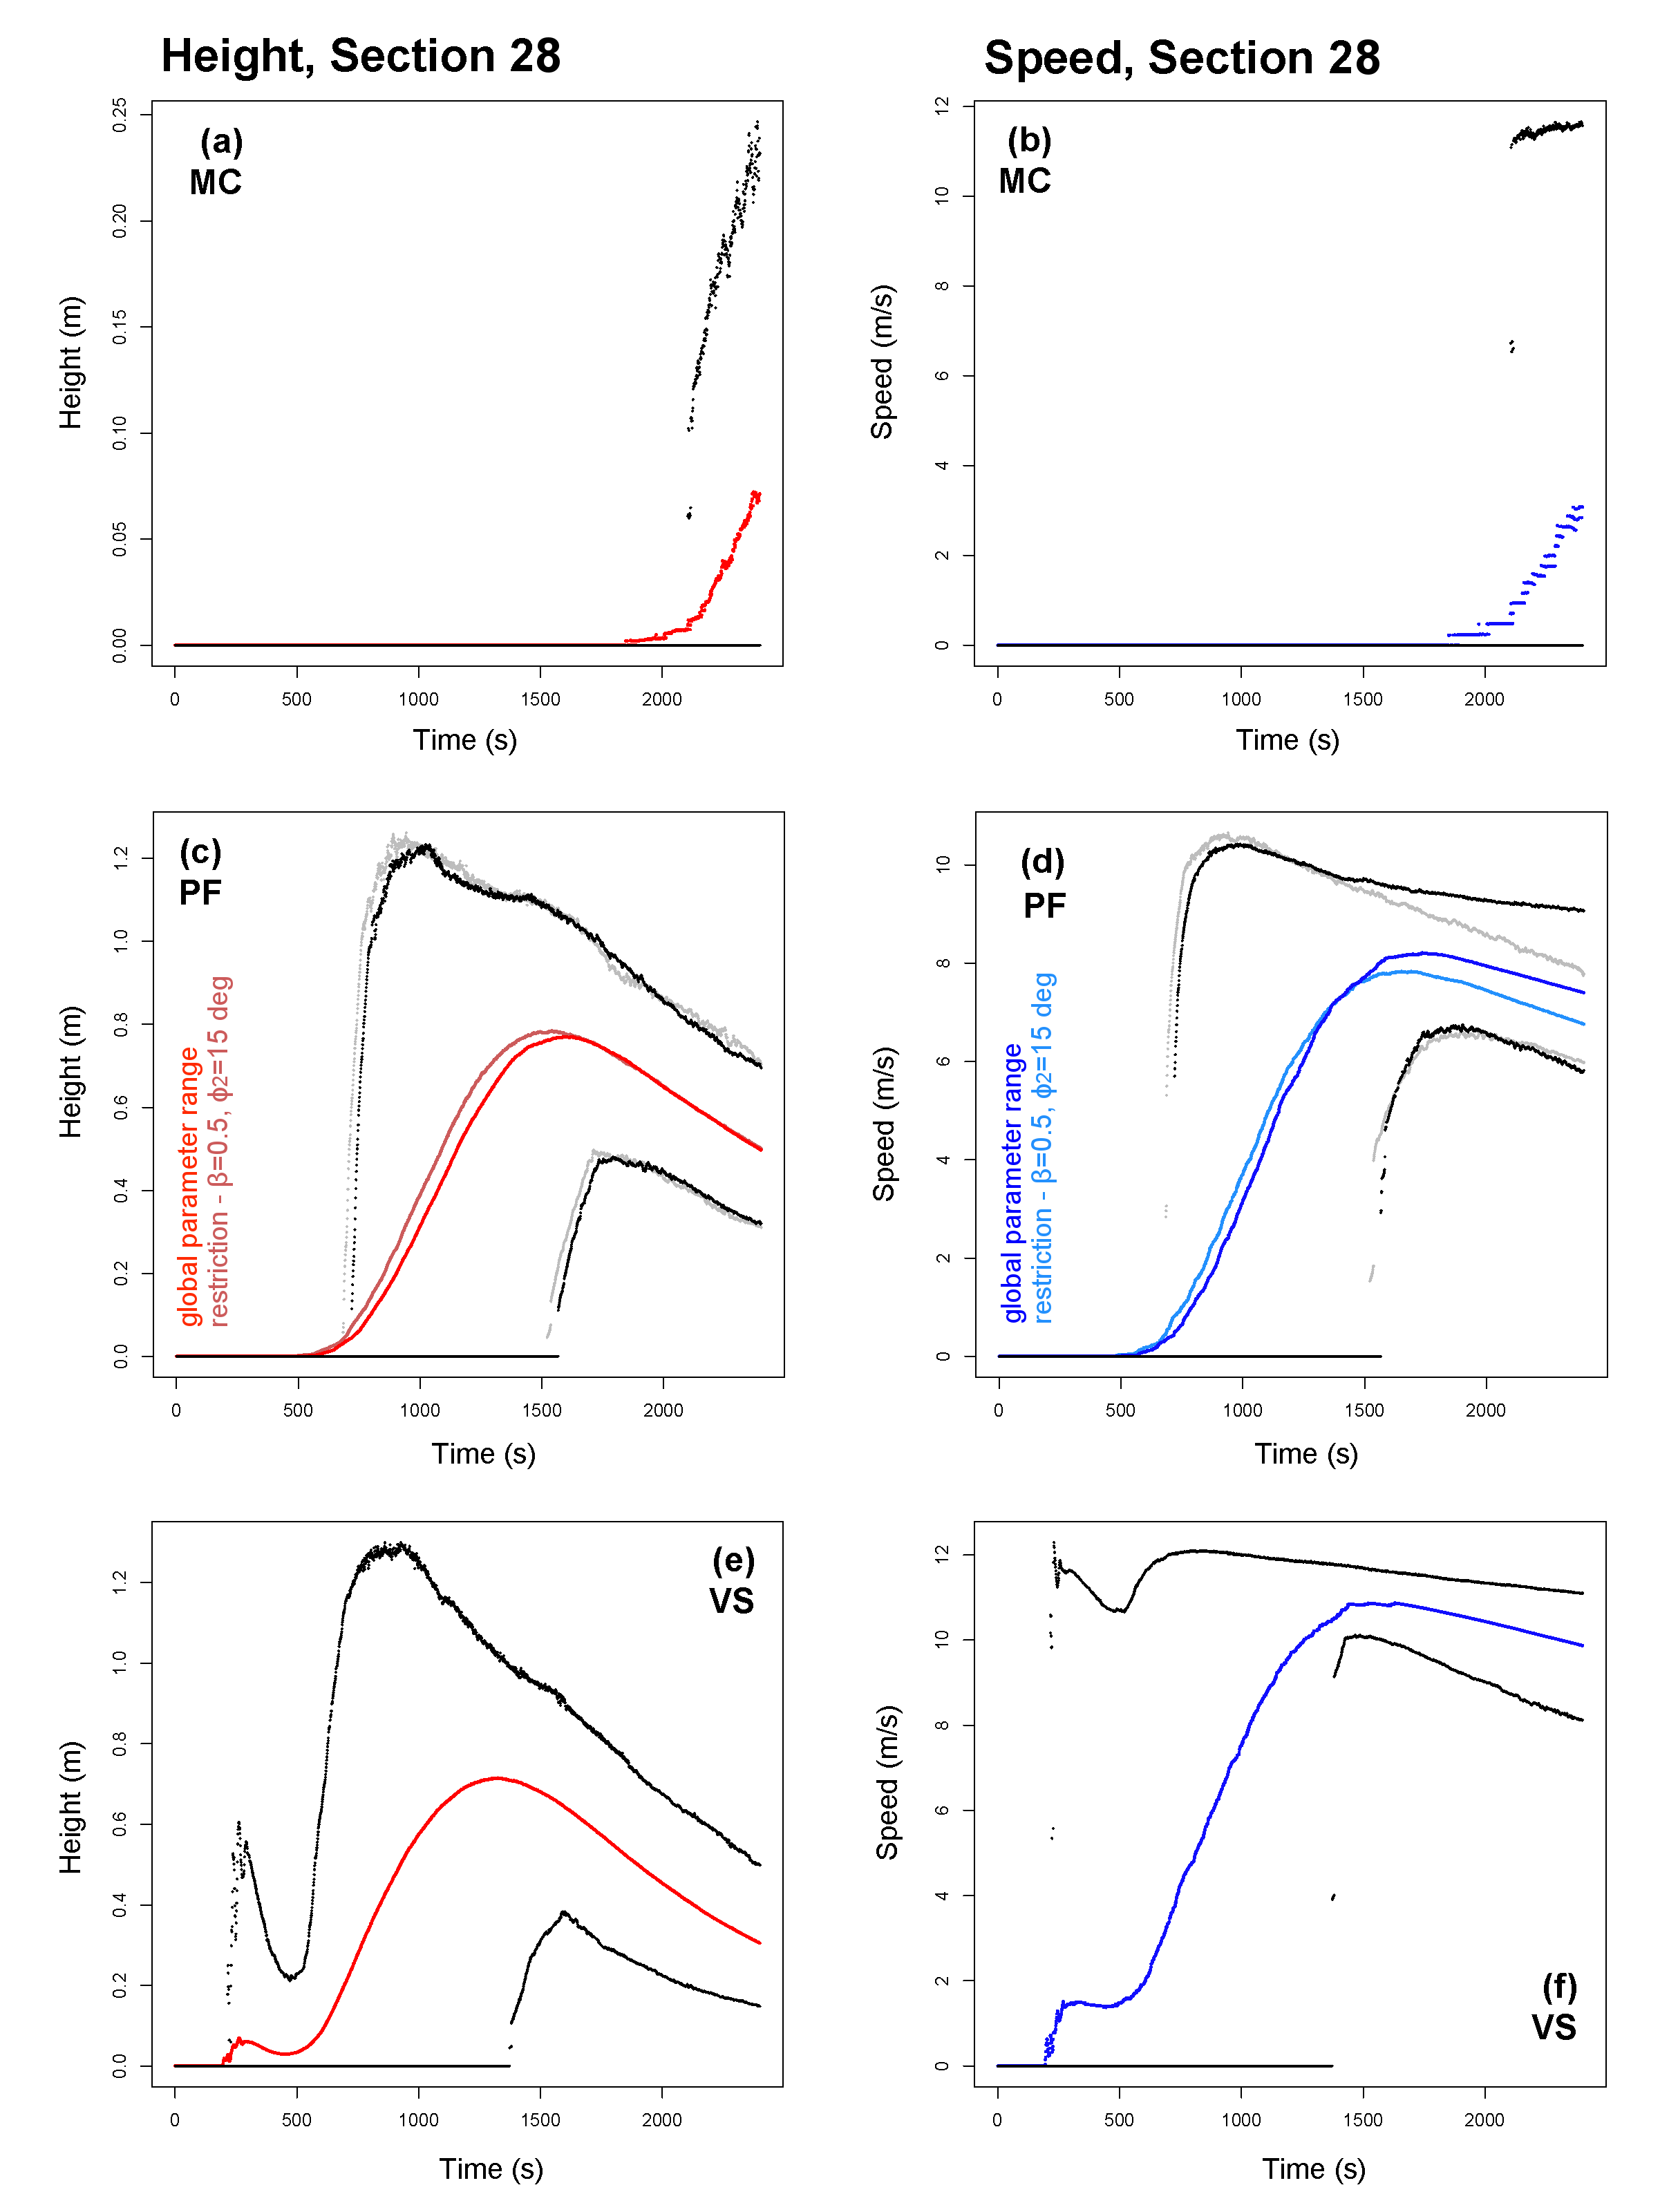 Height, Section 28
Speed, Section 28
(a)
MC
Height (m)
0.00 0.05 0.10 0.15 0.20 0.25
0 500 1000 1500 2000
Time (s)
(b)
MC
Speed (m/s)
0 2 4 6 8 10 12
0 500 1000 1500 2000
Time (s)
(c)
PF
global parameter range
restriction - β=0.5, ϕ2=15 deg
Height (m)
0.0 0.2 0.4 0.6 0.8 1.0 1.2
0 500 1000 1500 2000
Time (s)
(d)
PF
global parameter range
restriction - β=0.5, ϕ2=15 deg
Speed (m/s)
0 2 4 6 8 10
0 500 1000 1500 2000
Time (s)
(e)
VS
Height (m)
0.0 0.2 0.4 0.6 0.8 1.0 1.2
0 500 1000 1500 2000
Time (s)
(f)
VS
Speed (m/s)
0 2 4 6 8 10 12
0 500 1000 1500 2000
Time (s)